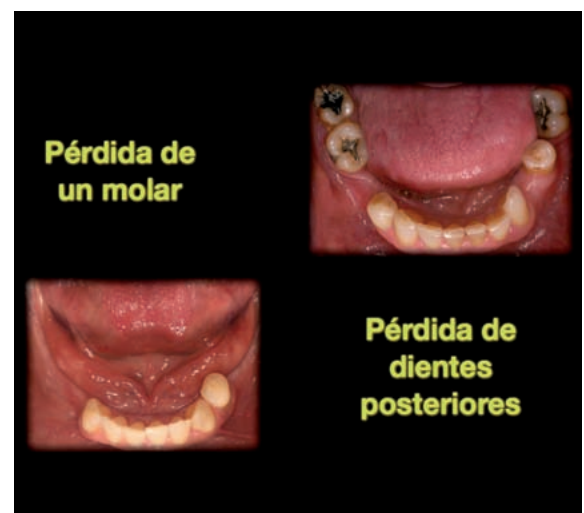 Pérdida de
un molar
Pérdida de
dientes
posteriores